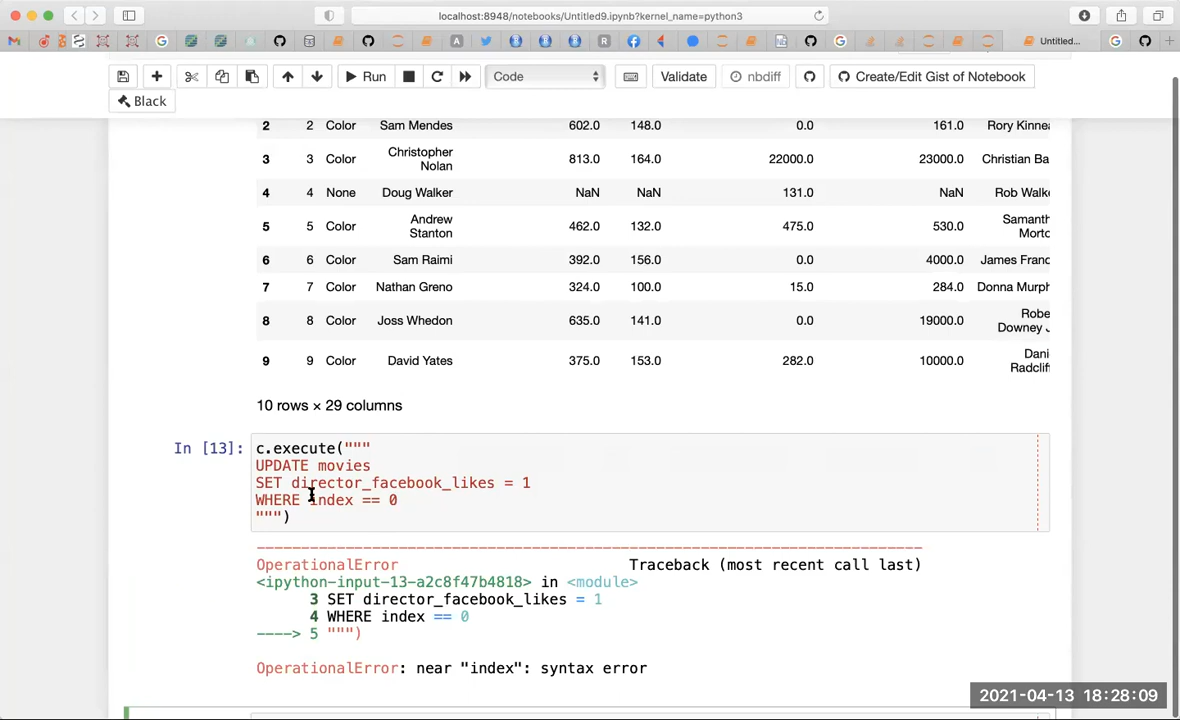 localhost:8948/notebooks/Untitled9.ipynb?kernel_name=python3
Untitled...
Run
Code
Validate
nbdiff
Create/Edit Gist of Notebook
Black
2 2 Color Sam Mendes 602.0 148.0 0.0 161.0 Rory Kinnea
3 3 Color Christopher Nolan 813.0 164.0 22000.0 23000.0 Christian Ba
4 4 None Doug Walker NaN NaN 131.0 NaN Rob Walke
5 5 Color Andrew Stanton 462.0 132.0 475.0 530.0 Samanth Morto
6 6 Color Sam Raimi 392.0 156.0 0.0 4000.0 James Franc
7 7 Color Nathan Greno 324.0 100.0 15.0 284.0 Donna Murph
8 8 Color Joss Whedon 635.0 141.0 0.0 19000.0 Robe Downey J
9 9 Color David Yates 375.0 153.0 282.0 10000.0 Dani Radcliff
10 rows × 29 columns
In [13]: c.execute("""
UPDATE movies
SET director_facebook_likes = 1
WHERE index == 0
""")
---------------------------------------------------------------------------
OperationalError Traceback (most recent call last)
<ipython-input-13-a2c8f47b4818> in <module>
3 SET director_facebook_likes = 1
4 WHERE index == 0
----> 5 """)
OperationalError: near "index": syntax error
2021-04-13 18:28:09